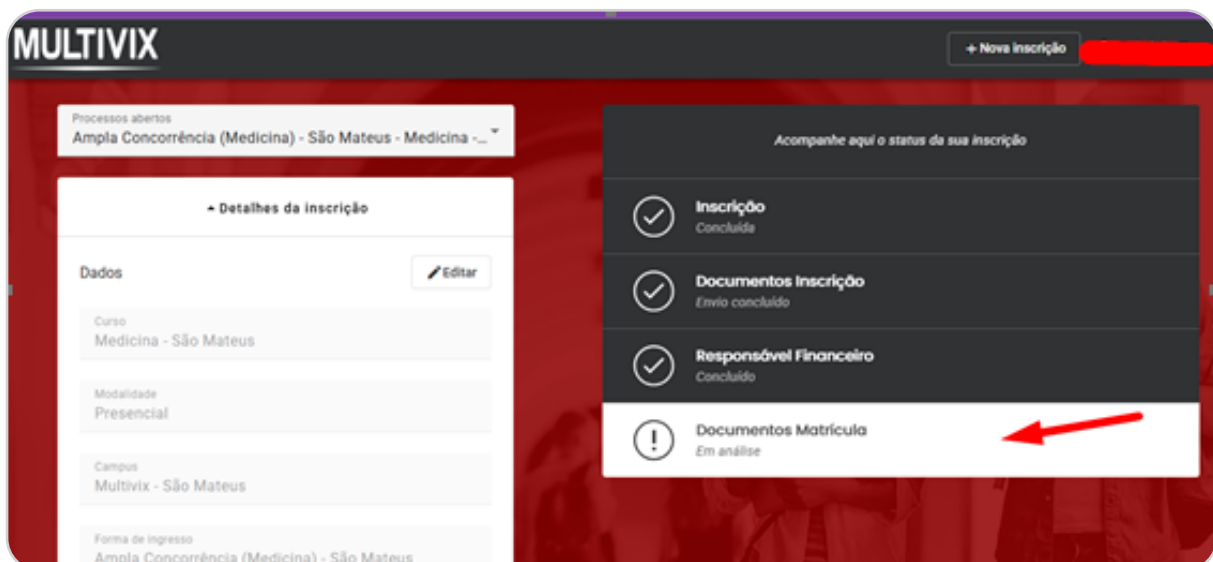 MULTIVIX
+ Nova inscrição
Processos abertos
Ampla Concorrência (Medicina) - São Mateus - Medicina -...
Detalhes da inscrição
Dados
Editar
Curso
Medicina - São Mateus
Modalidade
Presencial
Campus
Multivix - São Mateus
Forma de ingresso
Ampla Concorrência (Medicina) - São Mateus
Acompanhe aqui o status da sua inscrição
Inscrição
Concluída
Documentos Inscrição
Envio concluído
Responsável Financeiro
Concluído
Documentos Matrícula
Em análise